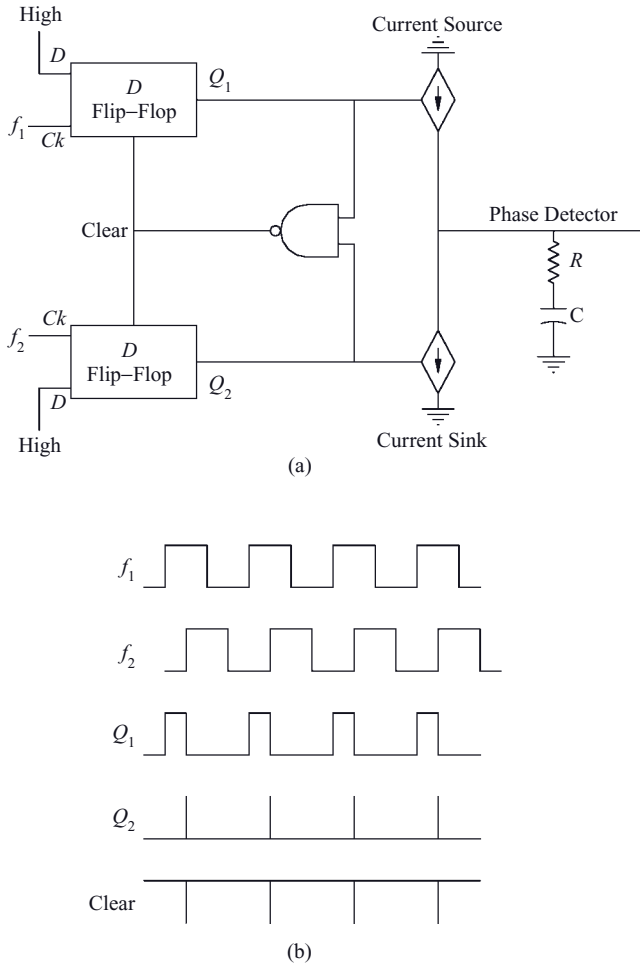 High
Current Source
D
D
Flip–Flop
Q1
f1
Ck
Clear
Phase Detector
R
C
Ck
f2
D
Flip–Flop
D
Q2
High
Current Sink
(a)
f1
f2
Q1
Q2
Clear
(b)